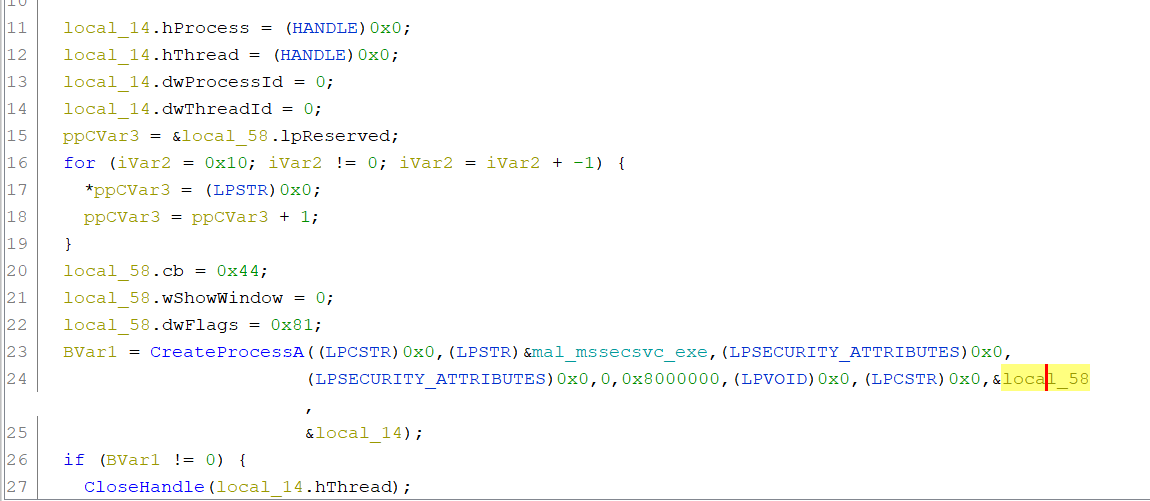 10
11 local_14.hProcess = (HANDLE)0x0;
12 local_14.hThread = (HANDLE)0x0;
13 local_14.dwProcessId = 0;
14 local_14.dwThreadId = 0;
15 ppCVar3 = &local_58.lpReserved;
16 for (iVar2 = 0x10; iVar2 != 0; iVar2 = iVar2 + -1) {
17 *ppCVar3 = (LPSTR)0x0;
18 ppCVar3 = ppCVar3 + 1;
19 }
20 local_58.cb = 0x44;
21 local_58.wShowWindow = 0;
22 local_58.dwFlags = 0x81;
23 BVar1 = CreateProcessA((LPCSTR)0x0,(LPSTR)&mal_mssecsvc_exe,(LPSECURITY_ATTRIBUTES)0x0,
24 (LPSECURITY_ATTRIBUTES)0x0,0,0x8000000,(LPVOID)0x0,(LPCSTR)0x0,&local_58
,
25 &local_14);
26 if (BVar1 != 0) {
27 CloseHandle(local_14.hThread);